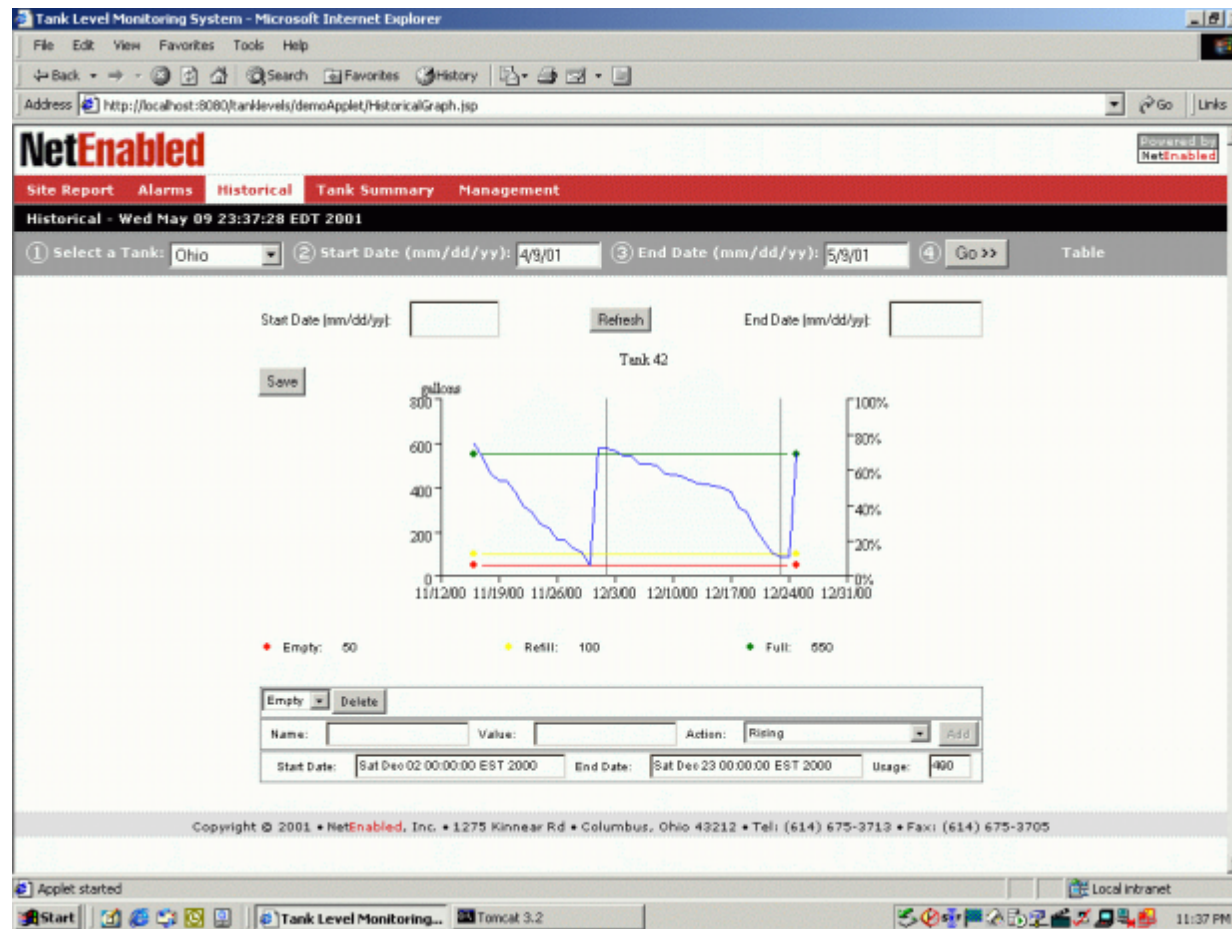 Tank Level Monitoring System - Microsoft Internet Explorer
File Edit View Favorites Tools Help
Back Search Favorites History
Address http://localhost:8080/tanklevels/demoApplet/HistoricalGraph.jsp Go Links
NetEnabled
Powered by
NetEnabled
Site Report Alarms Historical Tank Summary Management
Historical - Wed May 09 23:37:28 EDT 2001
1 Select a Tank: Ohio 2 Start Date (mm/dd/yy): 4/9/01 3 End Date (mm/dd/yy): 5/9/01 4 Go >> Table
Start Date (mm/dd/yy): Refresh End Date (mm/dd/yy):
Tank 42
Save
gallons
800 100%
80%
600
60%
400
40%
200
20%
0 0%
11/12/00 11/19/00 11/26/00 12/3/00 12/10/00 12/17/00 12/24/00 12/31/00
Empty: 50 Refill: 100 Full: 550
Empty Delete
Name: Value: Action: Rising Add
Start Date: Sat Dec 02 00:00:00 EST 2000 End Date: Sat Dec 23 00:00:00 EST 2000 Usage: 490
Copyright © 2001 • NetEnabled, Inc. • 1275 Kinnear Rd • Columbus, Ohio 43212 • Tel: (614) 675-3713 • Fax: (614) 675-3705
Applet started Local intranet
Start Tank Level Monitoring... Tomcat 3.2 11:37 PM